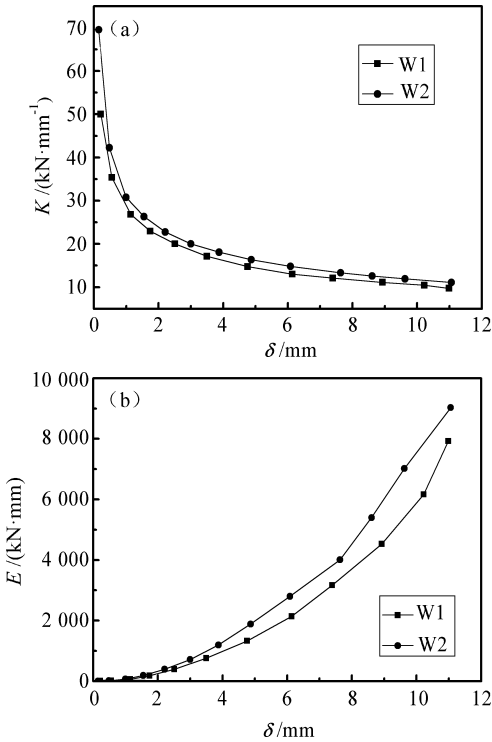 (a)
70
60
50
40
30
20
10
K /(kN·mm⁻¹)
W1
W2
0 2 4 6 8 10 12
δ /mm
(b)
10 000
8 000
6 000
4 000
2 000
0
E /(kN·mm)
W1
W2
0 2 4 6 8 10 12
δ /mm